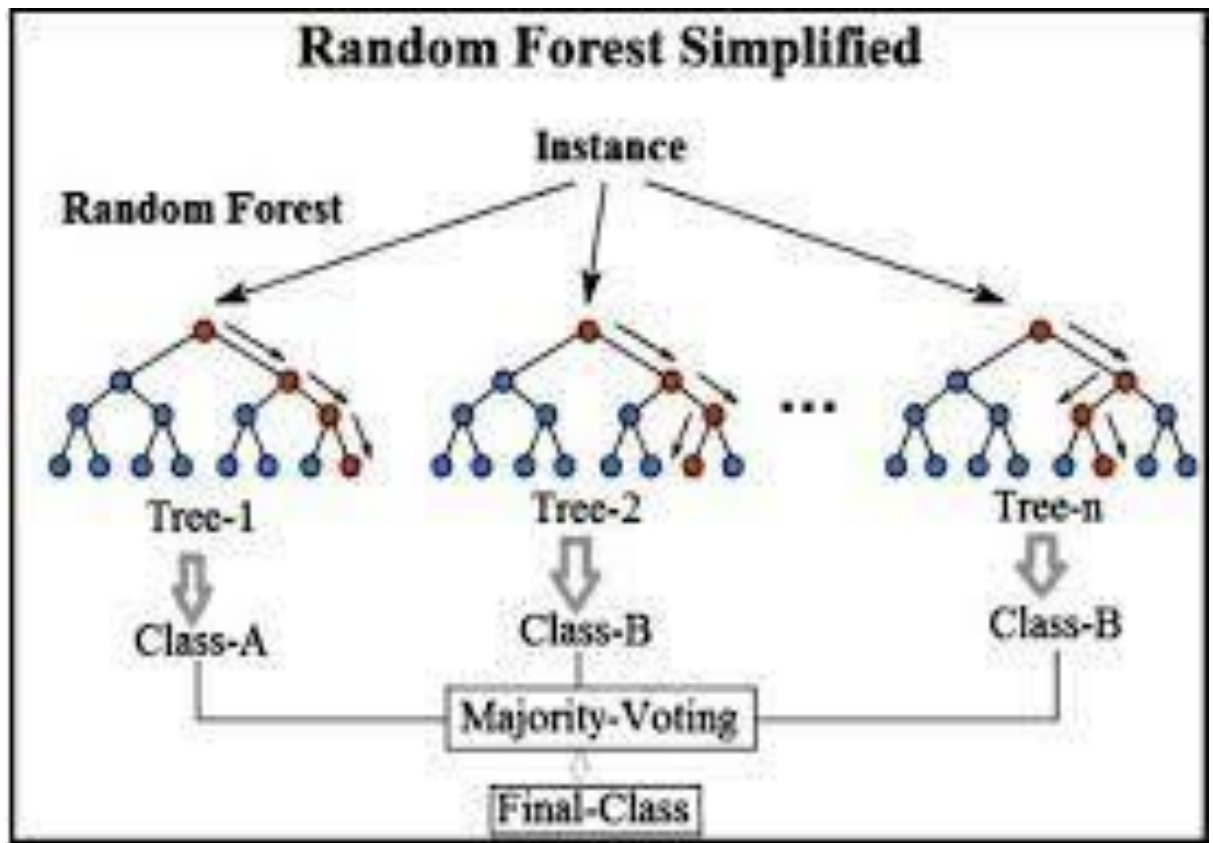 Random Forest Simplified
Instance
Random Forest
...
Tree-1
Tree-2
Tree-n
Class-A
Class-B
Class-B
Majority-Voting
Final-Class